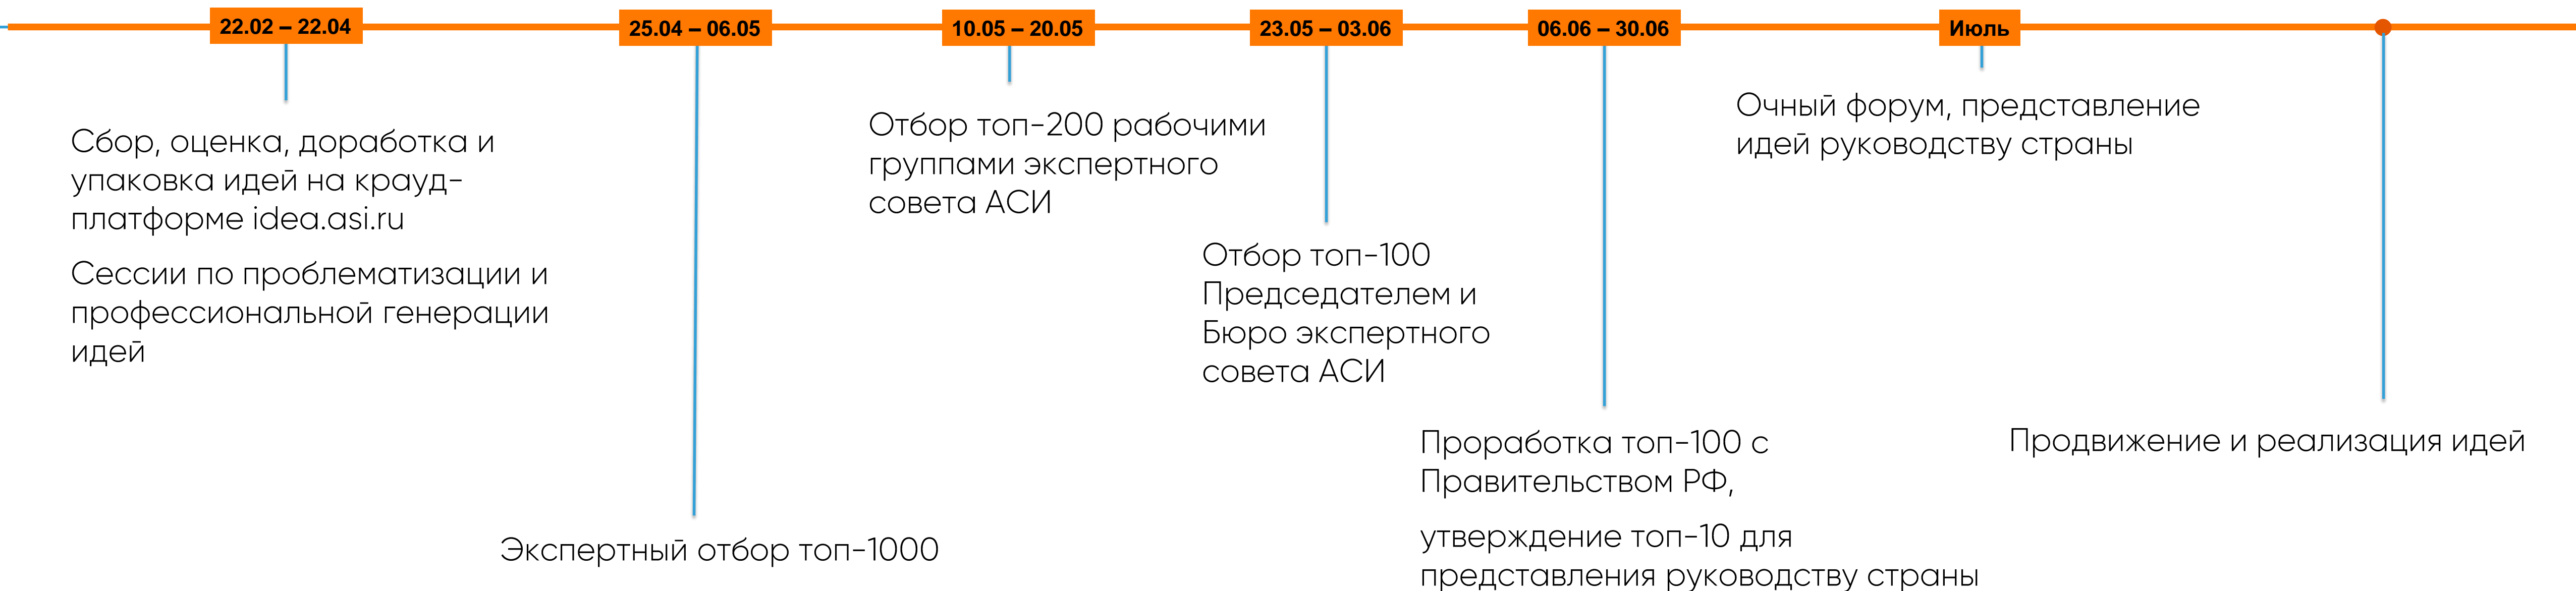 22.02 – 22.04
25.04 – 06.05
10.05 – 20.05
23.05 – 03.06
06.06 – 30.06
Июль
Сбор, оценка, доработка и
упаковка идей на крауд-
платформе idea.asi.ru
Сессии по проблематизации и
профессиональной генерации
идей
Экспертный отбор топ-1000
Отбор топ-200 рабочими
группами экспертного
совета АСИ
Отбор топ-100
Председателем и
Бюро экспертного
совета АСИ
Проработка топ-100 с
Правительством РФ,
утверждение топ-10 для
представления руководству страны
Очный форум, представление
идей руководству страны
Продвижение и реализация идей